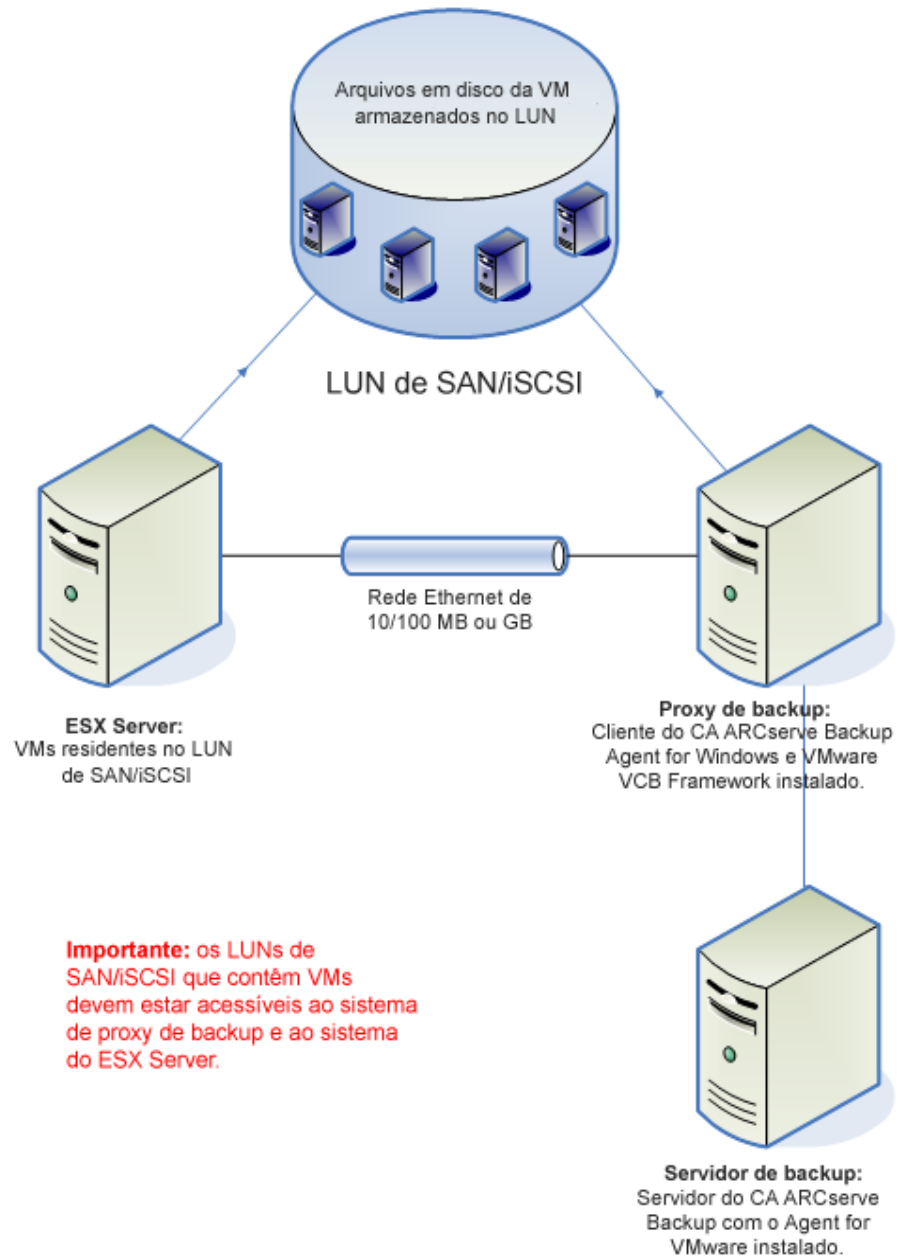 Arquivos em disco da VM
armazenados no LUN
LUN de SAN/iSCSI
Rede Ethernet de
10/100 MB ou GB
ESX Server:
VMs residentes no LUN
de SAN/iSCSI
Proxy de backup:
Cliente do CA ARCserve Backup
Agent for Windows e VMware
VCB Framework instalado.
Importante: os LUNs de
SAN/iSCSI que contêm VMs
devem estar acessíveis ao sistema
de proxy de backup e ao sistema
do ESX Server.
Servidor de backup:
Servidor do CA ARCserve
Backup com o Agent for
VMware instalado.